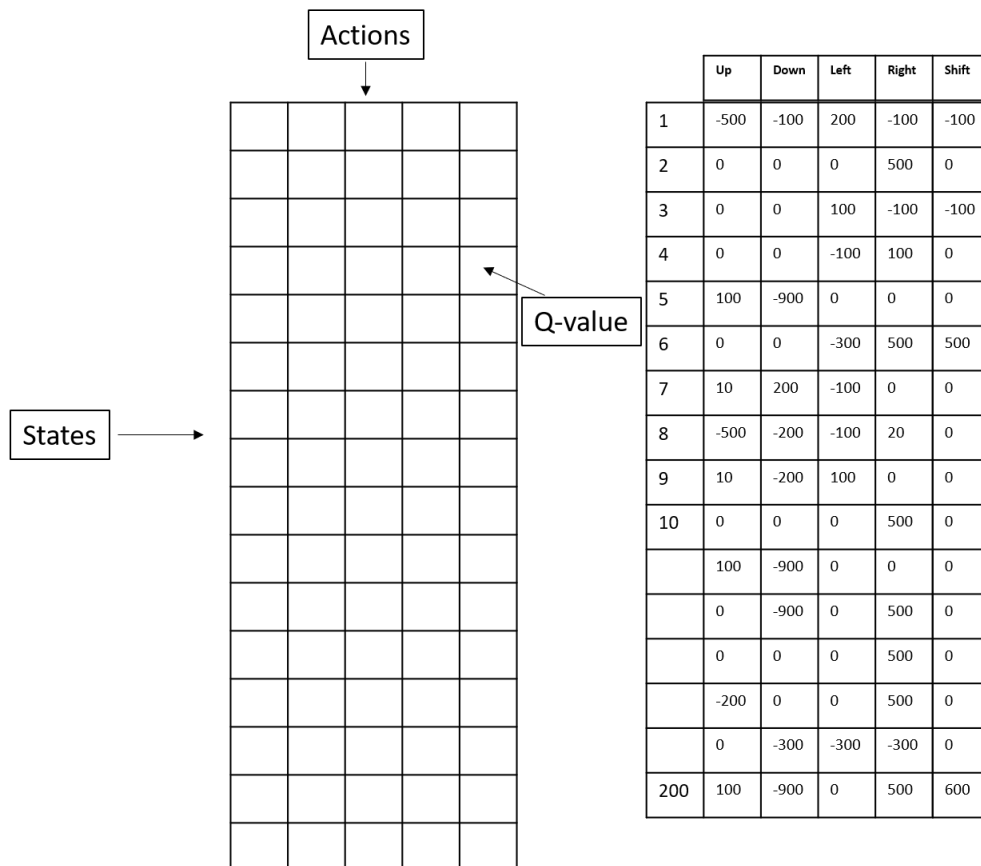 Actions
States
Q-value
Up Down Left Right Shift
1 -500 -100 200 -100 -100
2 0 0 0 500 0
3 0 0 100 -100 -100
4 0 0 -100 100 0
5 100 -900 0 0 0
6 0 0 -300 500 500
7 10 200 -100 0 0
8 -500 -200 -100 20 0
9 10 -200 100 0 0
10 0 0 0 500 0
100 -900 0 0 0
0 -900 0 500 0
0 0 0 500 0
-200 0 0 500 0
0 -300 -300 -300 0
200 100 -900 0 500 600